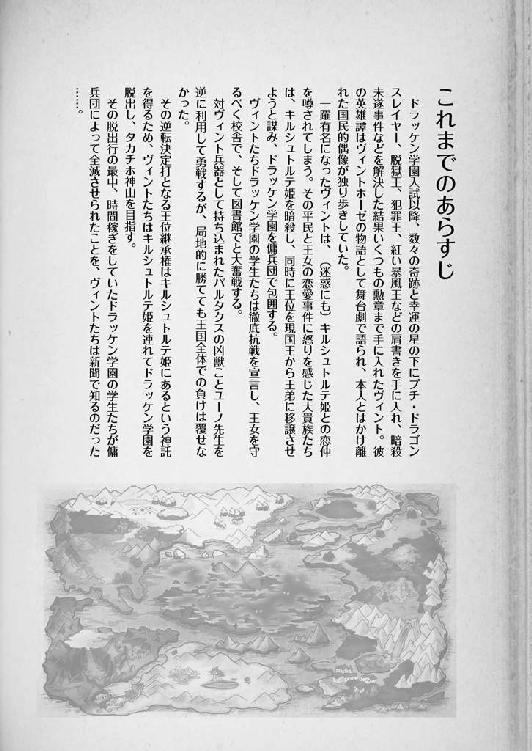 これまでのあらすじ
ドラッケン学園入試以降、数々の奇跡と幸運の星の下にプチ・ドラゴン
スレイヤー、脱獄王、犯罪王、紅い暴風王などの肩書きを手に入れ、暗殺
未遂事件などを解決した結果いくつもの勲章まで手に入れたヴィント。彼
の英雄譚はヴィントホーゼの物語として舞台劇で語られ、本人とはかけ離
れた国民的偶像が独り歩きしていた。
一躍有名になったヴィントは、（迷惑にも）キルシュトルテ姫との恋仲
を噂されてしまう。その平民と王女の恋愛事件に怒りを感じた大貴族たち
は、キルシュトルテ姫を暗殺し、同時に王位を現国王から王弟に移譲させ
ようと謀み、ドラッケン学園を傭兵団で包囲する。
ヴィントたちドラッケン学園の学生たちは徹底抗戦を宣言し、王女を守
るべく校舎で、そして図書館でと大奮戦する。
対ヴィント兵器として持ち込まれたバルタクスの凶獣ことユーノ先生を
逆に利用して勇戦するが、局地的に勝てても王国全体での負けは覆せな
かった。
その逆転決定打となる王位継承権はキルシュトルテ姫にあるという神託
を得るため、ヴィントたちはキルシュトルテ姫を連れてドラッケン学園を
脱出し、タカチホ神山を目指す。
その脱出行の最中、時間稼ぎをしていたドラッケン学園の学生たちが傭
兵団によって全滅させられたことを、ヴィントたちは新聞で知るのだった
……。